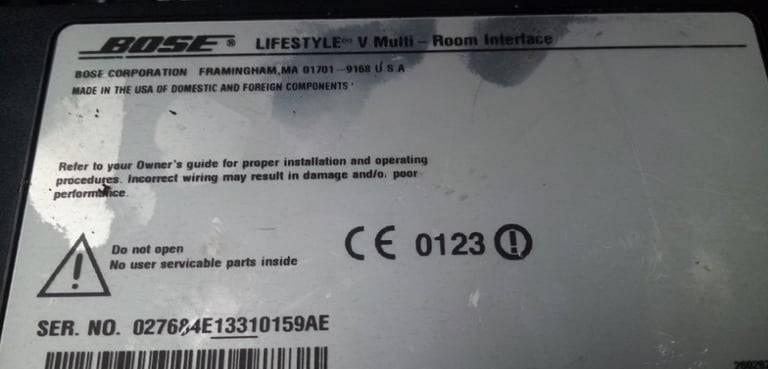 BOSE® LIFESTYLE® V Multi - Room Interface
BOSE CORPORATION FRAMINGHAM, MA 01701 - 9168 U S A
MADE IN THE USA OF DOMESTIC AND FOREIGN COMPONENTS
Refer to your Owner's guide for proper installation and operating
procedures. Incorrect wiring may result in damage and/o. poor
performance.
Do not open
No user servicable parts inside
CE 0123
SER. NO. 027684E13310159AE